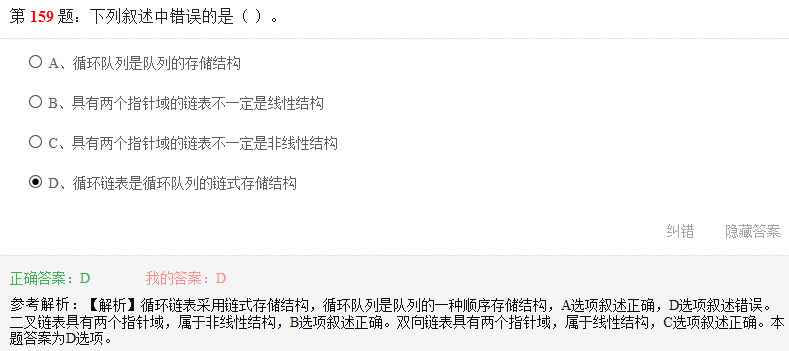 第 159 题：下列叙述中错误的是（ ）。
A、循环队列是队列的存储结构
B、具有两个指针域的链表不一定是线性结构
C、具有两个指针域的链表不一定是非线性结构
D、循环链表是循环队列的链式存储结构
纠错 隐藏答案
正确答案：D 我的答案：D
参考解析：【解析】循环链表采用链式存储结构，循环队列是队列的一种顺序存储结构，A选项叙述正确，D选项叙述错误。
二叉链表具有两个指针域，属于非线性结构，B选项叙述正确。双向链表具有两个指针域，属于线性结构，C选项叙述正确。本
题答案为D选项。